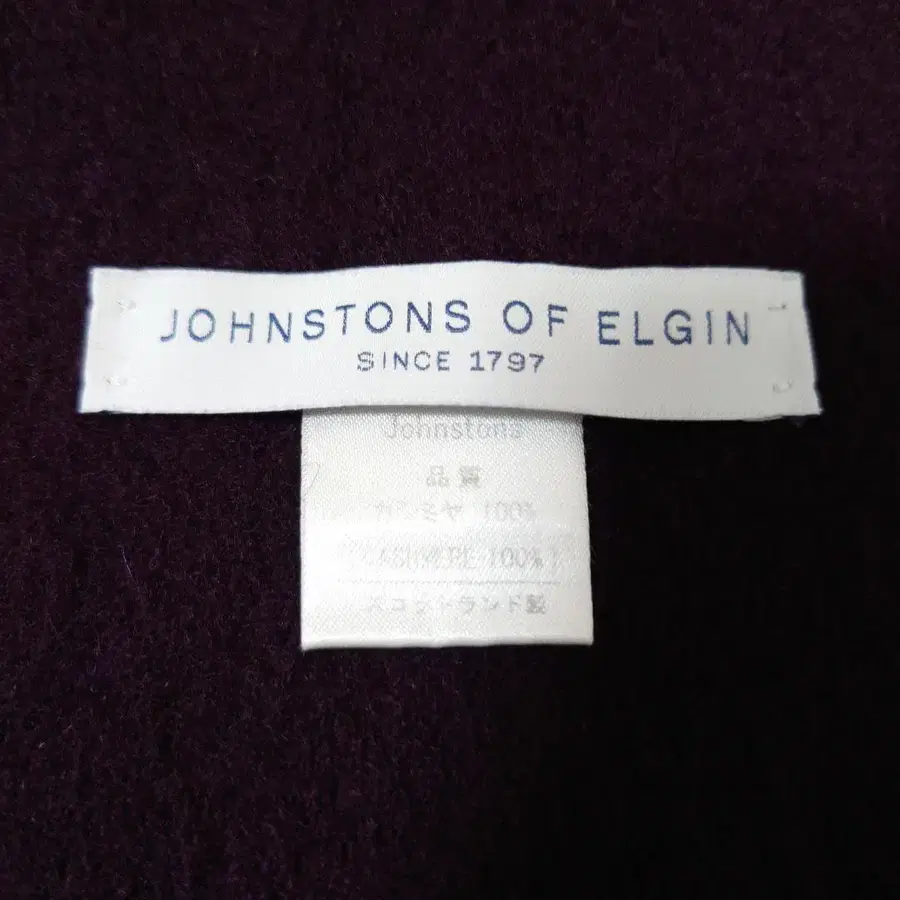 JOHNSTONS OF ELGIN
SINCE 1797
Johnstons
品質
カシミヤ 100%
CASHMERE 100%
スコットランド製